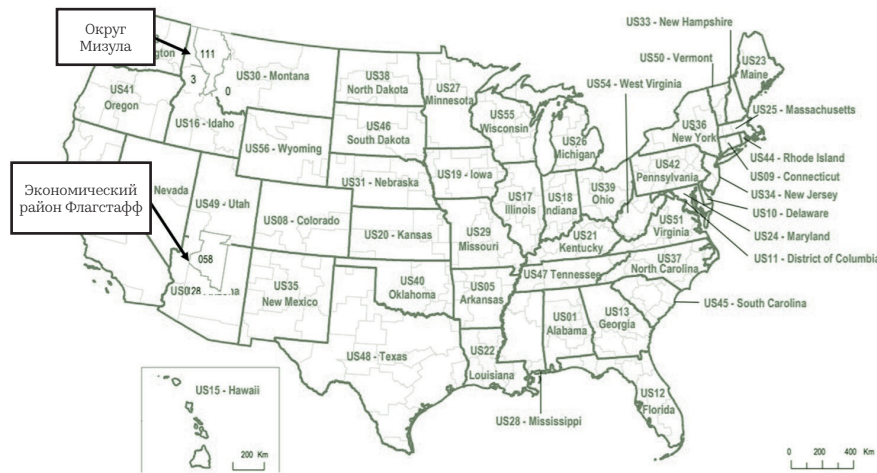 Округ
Мизула
Экономический
район Флагстафф
ngton
111
3
0
US30 - Montana
US38
North Dakota
US27
Minnesota
US41
Oregon
US16 - Idaho
US56 - Wyoming
US46
South Dakota
US55
Wisconsin
US26
Michigan
US54 - West Virginia
US50 - Vermont
US33 - New Hampshire
US23
Maine
US25 - Massachusetts
US36
New York
US44 - Rhode Island
US09 - Connecticut
US34 - New Jersey
US10 - Delaware
US24 - Maryland
US11 - District of Columbia
US42
Pennsylvania
Nevada
US49 - Utah
US08 - Colorado
US31 - Nebraska
US19 - Iowa
US17
Illinois
US18
Indiana
US39
Ohio
US51
Virginia
US20 - Kansas
US29
Missouri
US21
Kentucky
US37
North Carolina
US47 Tennessee
058
128
US35
New Mexico
US40
Oklahoma
US05
Arkansas
US01
Alabama
US13
Georgia
US45 - South Carolina
US48 - Texas
US22
Louisiana
US28 - Mississippi
US12
Florida
US15 - Hawaii
200 Km
0 200 400 Km